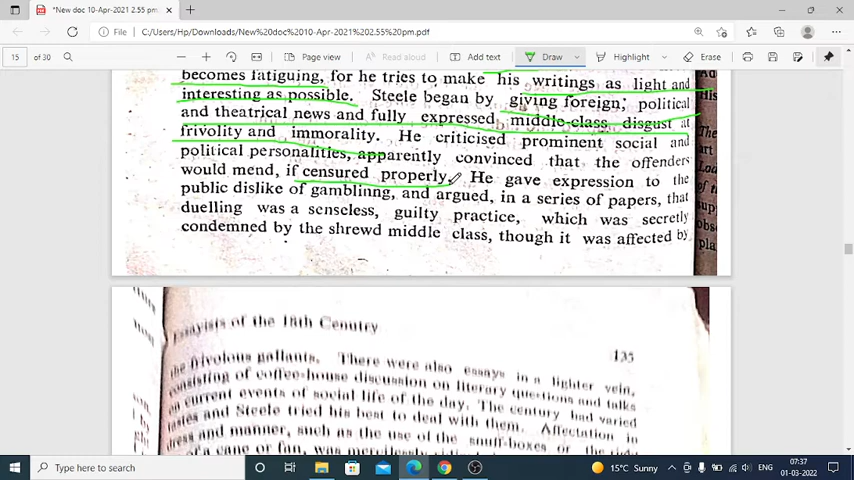 *New doc 10-Apr-2021 2.55 pm.p
File C:/Users/Hp/Downloads/New%20doc%2010-Apr-2021%202.55%20pm.pdf
15 of 30 Page view Read aloud Add text Draw Highlight Erase
becomes fatiguing, for he tries to make his writings as light and
interesting as possible. Steele began by giving foreign, political
and theatrical news and fully expressed middle-class disgust at
frivolity and immorality. He criticised prominent social and
political personalities, apparently convinced that the offenders
would mend, if censured properly. He gave expression to the
public dislike of gamblinng, and argued, in a series of papers, that
duelling was a senseless, guilty practice, which was secretly
condemned by the shrewd middle class, though it was affected by
Essayists of the 18th Cenutry
135
the frivolous gallants. There were also essays in a lighter vein,
consisting of coffee-house discussion on literary questions and talks
on current events of social life of the day. The century had varied
tastes and Steele tried his best to deal with them. Affectation in
dress and manner, such as the use of the snuff-boxes or the
of a cane or fan, was mercilessly
Type here to search
15°C Sunny ENG 07:37
01-03-2022